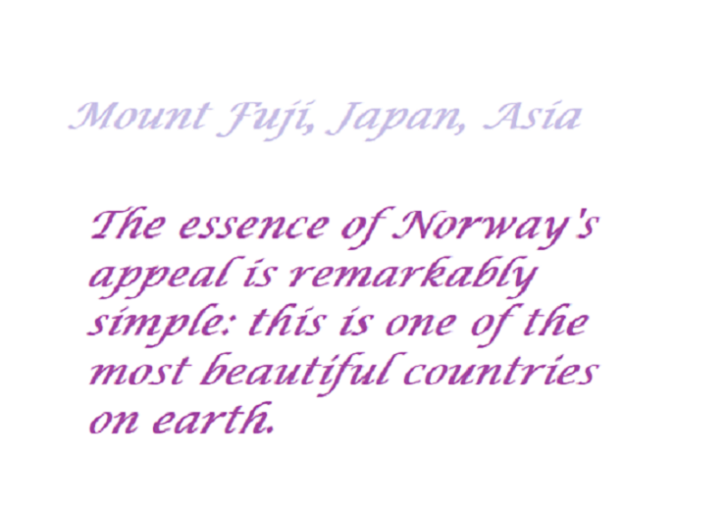 Mount Fuji, Japan, Asia
The essence of Norway's
appeal is remarkably
simple: this is one of the
most beautiful countries
on earth.